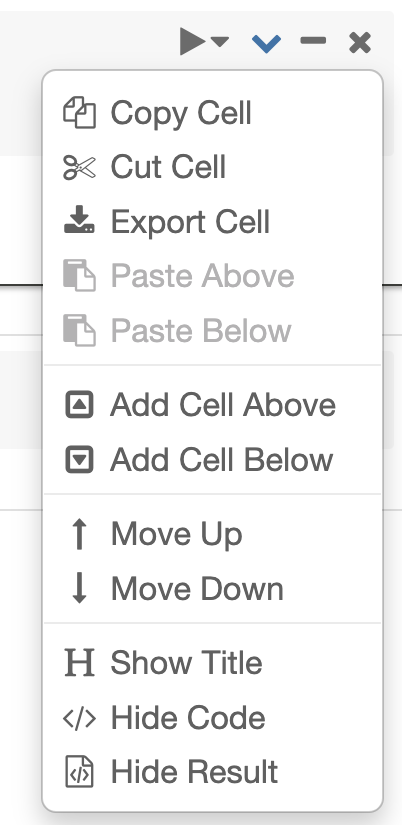 Copy Cell
Cut Cell
Export Cell
Paste Above
Paste Below
Add Cell Above
Add Cell Below
Move Up
Move Down
H Show Title
</> Hide Code
</> Hide Result